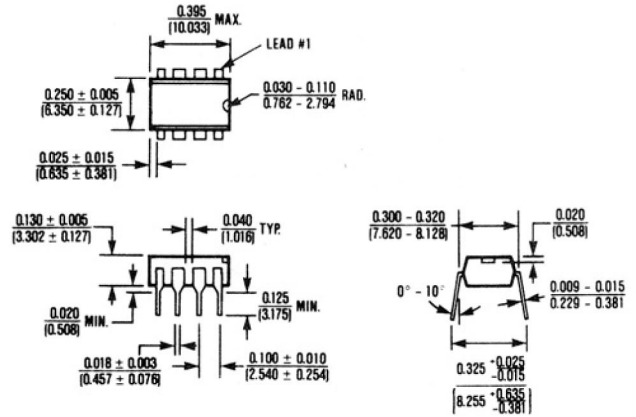 0.395
(10.033)
MAX.
LEAD #1
0.250 ± 0.005
(6.350 ± 0.127)
0.030 - 0.110
0.762 - 2.794
RAD.
0.025 ± 0.015
(0.635 ± 0.381)
0.130 ± 0.005
(3.302 ± 0.127)
0.040
(1.016)
TYP.
0.300 - 0.320
(7.620 - 8.128)
0.020
(0.508)
0.020
(0.508)
MIN.
0.125
(3.175)
MIN.
0° - 10°
0.009 - 0.015
0.229 - 0.381
0.018 ± 0.003
(0.457 ± 0.076)
0.100 ± 0.010
(2.540 ± 0.254)
0.325 +0.025
-0.015
(8.255 +0.635
-0.381)